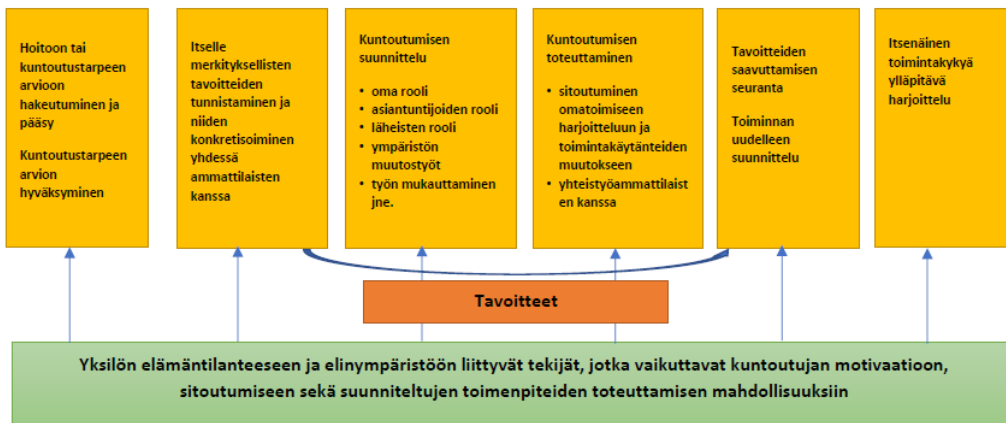 Hoitoon tai
kuntoutustarpeen
arvioon
hakeutuminen ja
pääsy
Kuntoutustarpeen
arvion
hyväksyminen
Itselle
merkityksellisten
tavoitteiden
tunnistaminen ja
niiden
konkretisoiminen
yhdessä
ammattilaisten
kanssa
Kuntoutumisen
suunnittelu
• oma rooli
• asiantuntijoiden rooli
• läheisten rooli
• ympäristön
muutostyöt
• työn mukauttaminen
jne.
Kuntoutumisen
toteuttaminen
• sitoutuminen
omatoimiseen
harjoitteluun ja
toimintakäytänteiden
muutokseen
• yhteistyöammattilaist
en kanssa
Tavoitteiden
saavuttamisen
seuranta
Toiminnan
uudelleen
suunnittelu
Itsenäinen
toimintakykyä
ylläpitävä
harjoittelu
Tavoitteet
Yksilön elämäntilanteeseen ja elinympäristöön liittyvät tekijät, jotka vaikuttavat kuntoutujan motivaatioon,
sitoutumiseen sekä suunniteltujen toimenpiteiden toteuttamisen mahdollisuuksiin